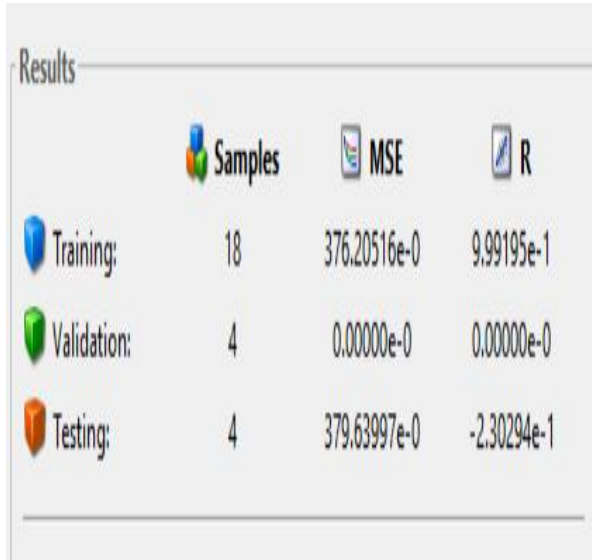 Results
Samples MSE R
Training: 18 376.20516e-0 9.99195e-1
Validation: 4 0.00000e-0 0.00000e-0
Testing: 4 379.63997e-0 -2.30294e-1